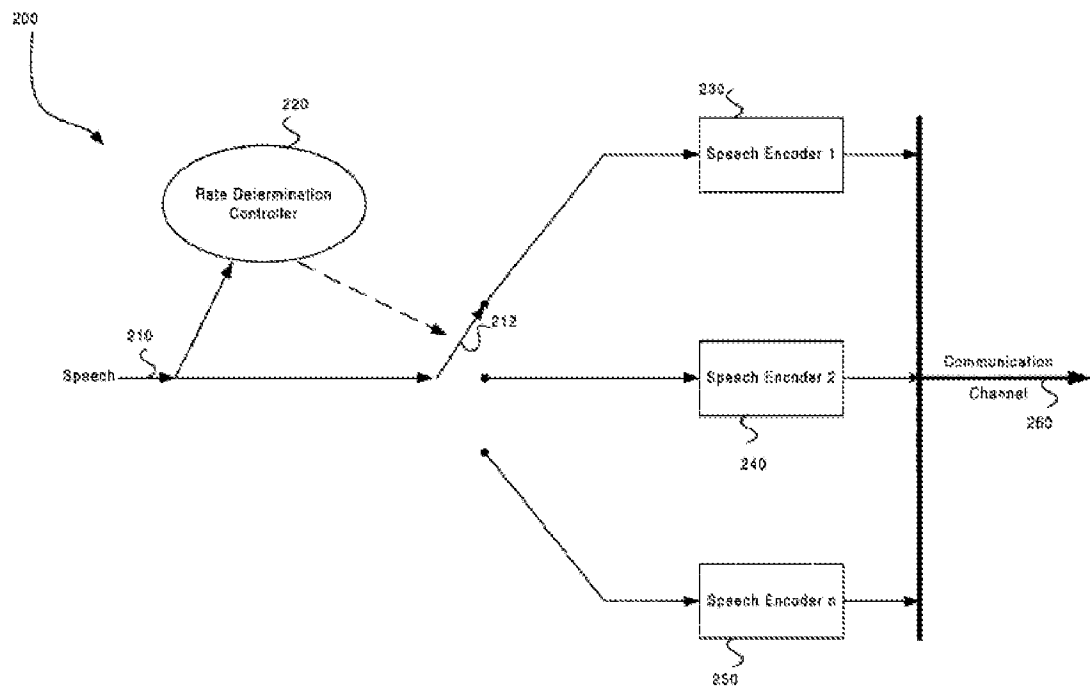 200
220
Rate Determination
Controller
230
Speech Encoder 1
210
Speech
212
Speech Encoder 2
240
Communication
Channel
260
Speech Encoder n
250